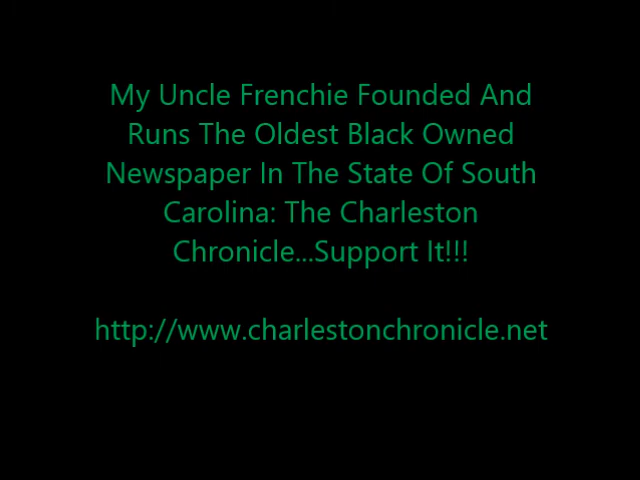 My Uncle Frenchie Founded And
Runs The Oldest Black Owned
Newspaper In The State Of South
Carolina: The Charleston
Chronicle...Support It!!!
http://www.charlestonchronicle.net